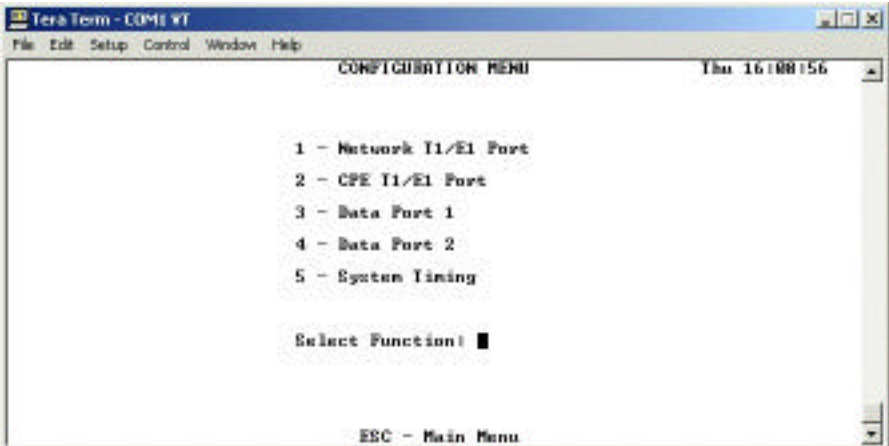 Tera Term - COM1 VT
File Edit Setup Control Window Help
CONFIGURATION MENU Thu 16:08:56
1 - Network T1/E1 Port
2 - CPE T1/E1 Port
3 - Data Port 1
4 - Data Port 2
5 - System Timing
Select Function:
ESC - Main Menu